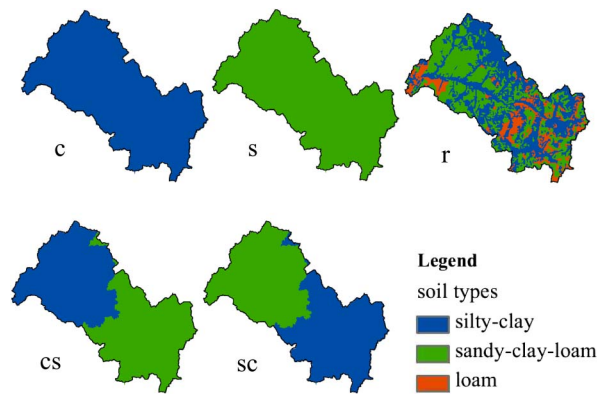 c
s
r
cs
sc
Legend
soil types
silty-clay
sandy-clay-loam
loam